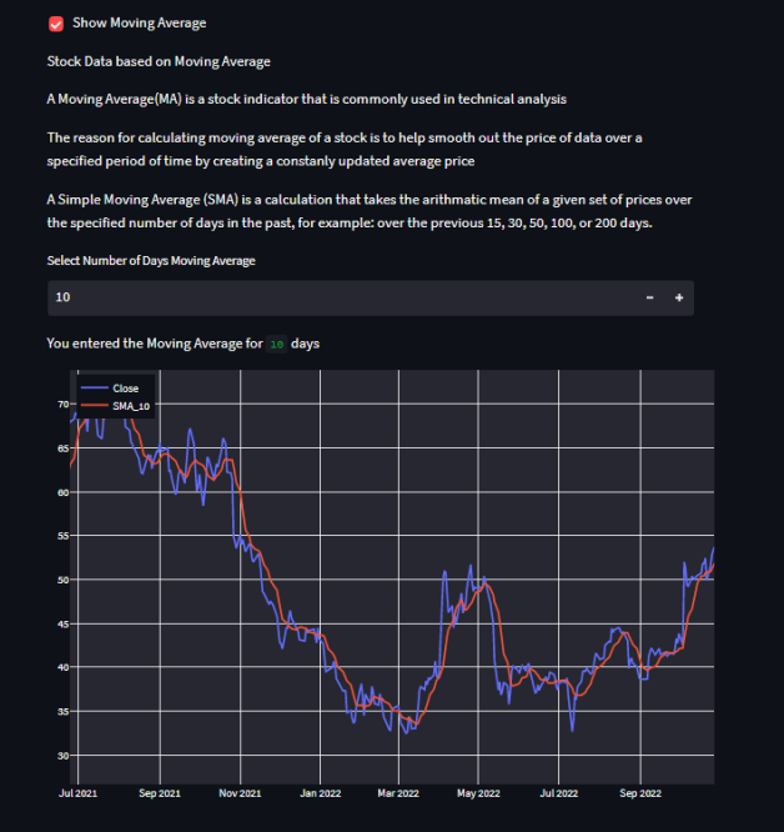 Show Moving Average
Stock Data based on Moving Average
A Moving Average(MA) is a stock indicator that is commonly used in technical analysis
The reason for calculating moving average of a stock is to help smooth out the price of data over a
specified period of time by creating a constanly updated average price
A Simple Moving Average (SMA) is a calculation that takes the arithmatic mean of a given set of prices over
the specified number of days in the past, for example: over the previous 15, 30, 50, 100, or 200 days.
Select Number of Days Moving Average
10 - +
You entered the Moving Average for 10 days
Close
SMA_10
70
65
60
55
50
45
40
35
30
Jul 2021 Sep 2021 Nov 2021 Jan 2022 Mar 2022 May 2022 Jul 2022 Sep 2022